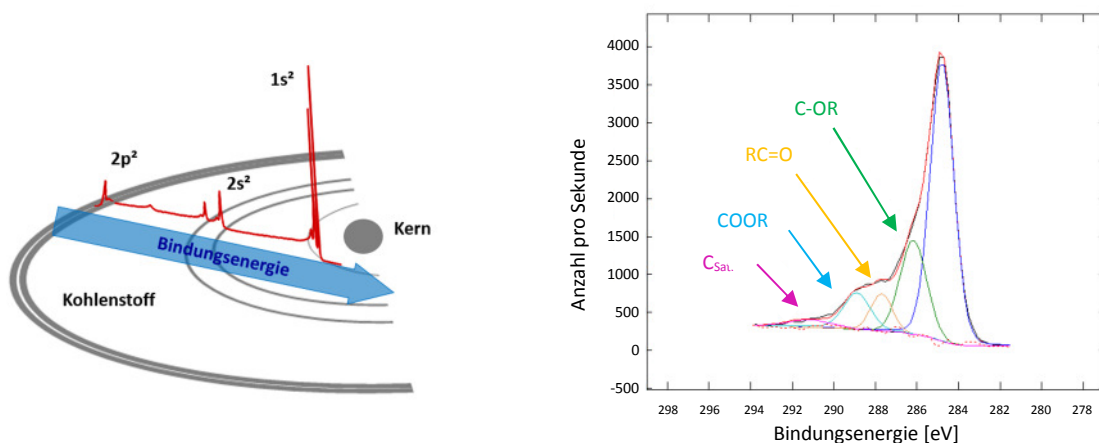 1s²
2p²
2s²
Kern
Bindungsenergie
Kohlenstoff
4000
3500
3000
2500
2000
1500
1000
500
0
-500
Anzahl pro Sekunde
C-OR
RC=O
COOR
C_Sat.
298 296 294 292 290 288 286 284 282 280 278
Bindungsenergie [eV]